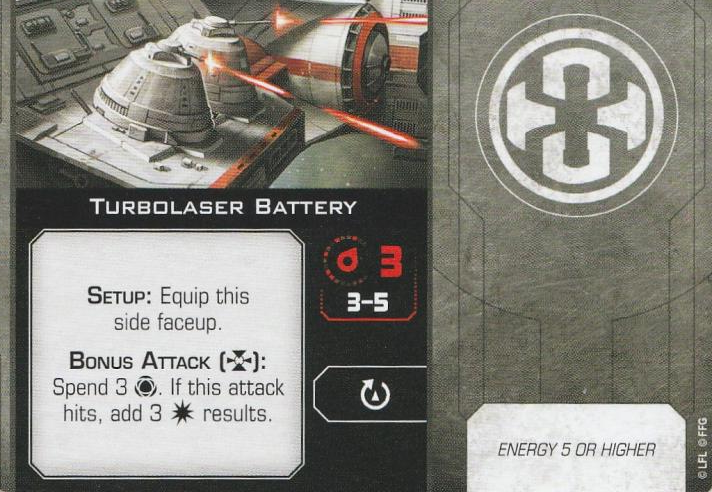 TURBOLASER BATTERY
SETUP: Equip this
side faceup.
BONUS ATTACK ( ):
Spend 3 . If this attack
hits, add 3 results.
3
3–5
ENERGY 5 OR HIGHER
© LFL © FFG